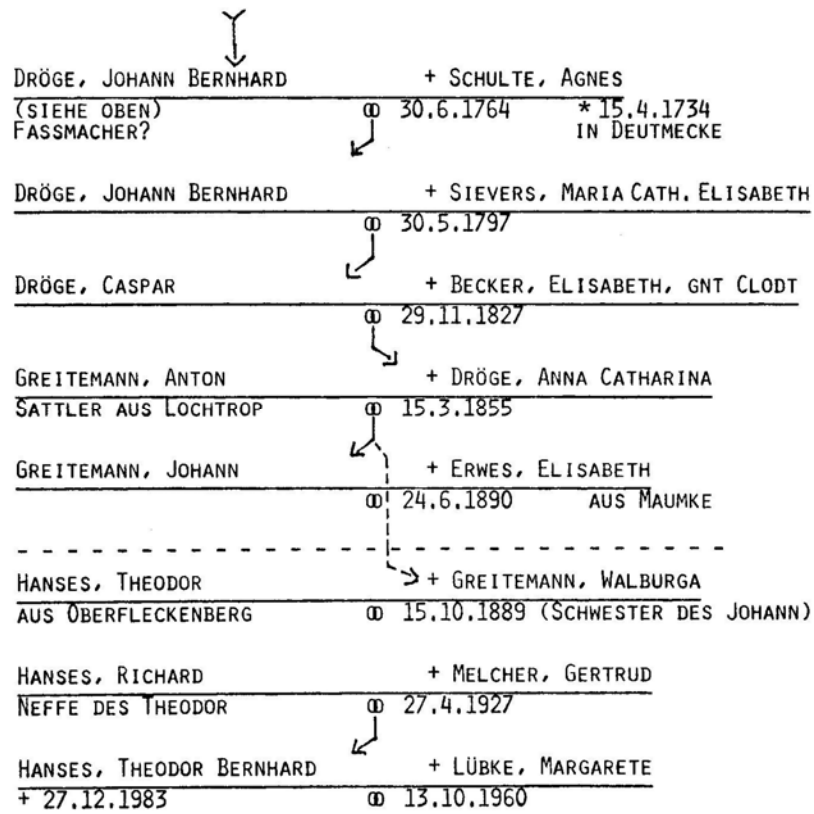 DRÖGE, JOHANN BERNHARD + SCHULTE, AGNES
(SIEHE OBEN) ⚭ 30.6.1764 * 15.4.1734
FASSMACHER? IN DEUTMECKE
DRÖGE, JOHANN BERNHARD + SIEVERS, MARIA CATH. ELISABETH
⚭ 30.5.1797
DRÖGE, CASPAR + BECKER, ELISABETH, GNT CLODT
⚭ 29.11.1827
GREITEMANN, ANTON + DRÖGE, ANNA CATHARINA
SATTLER AUS LOCHTROP ⚭ 15.3.1855
GREITEMANN, JOHANN + ERWES, ELISABETH
⚭ 24.6.1890 AUS MAUMKE
HANSES, THEODOR + GREITEMANN, WALBURGA
AUS OBERFLECKENBERG ⚭ 15.10.1889 (SCHWESTER DES JOHANN)
HANSES, RICHARD + MELCHER, GERTRUD
NEFFE DES THEODOR ⚭ 27.4.1927
HANSES, THEODOR BERNHARD + LÜBKE, MARGARETE
+ 27.12.1983 ⚭ 13.10.1960